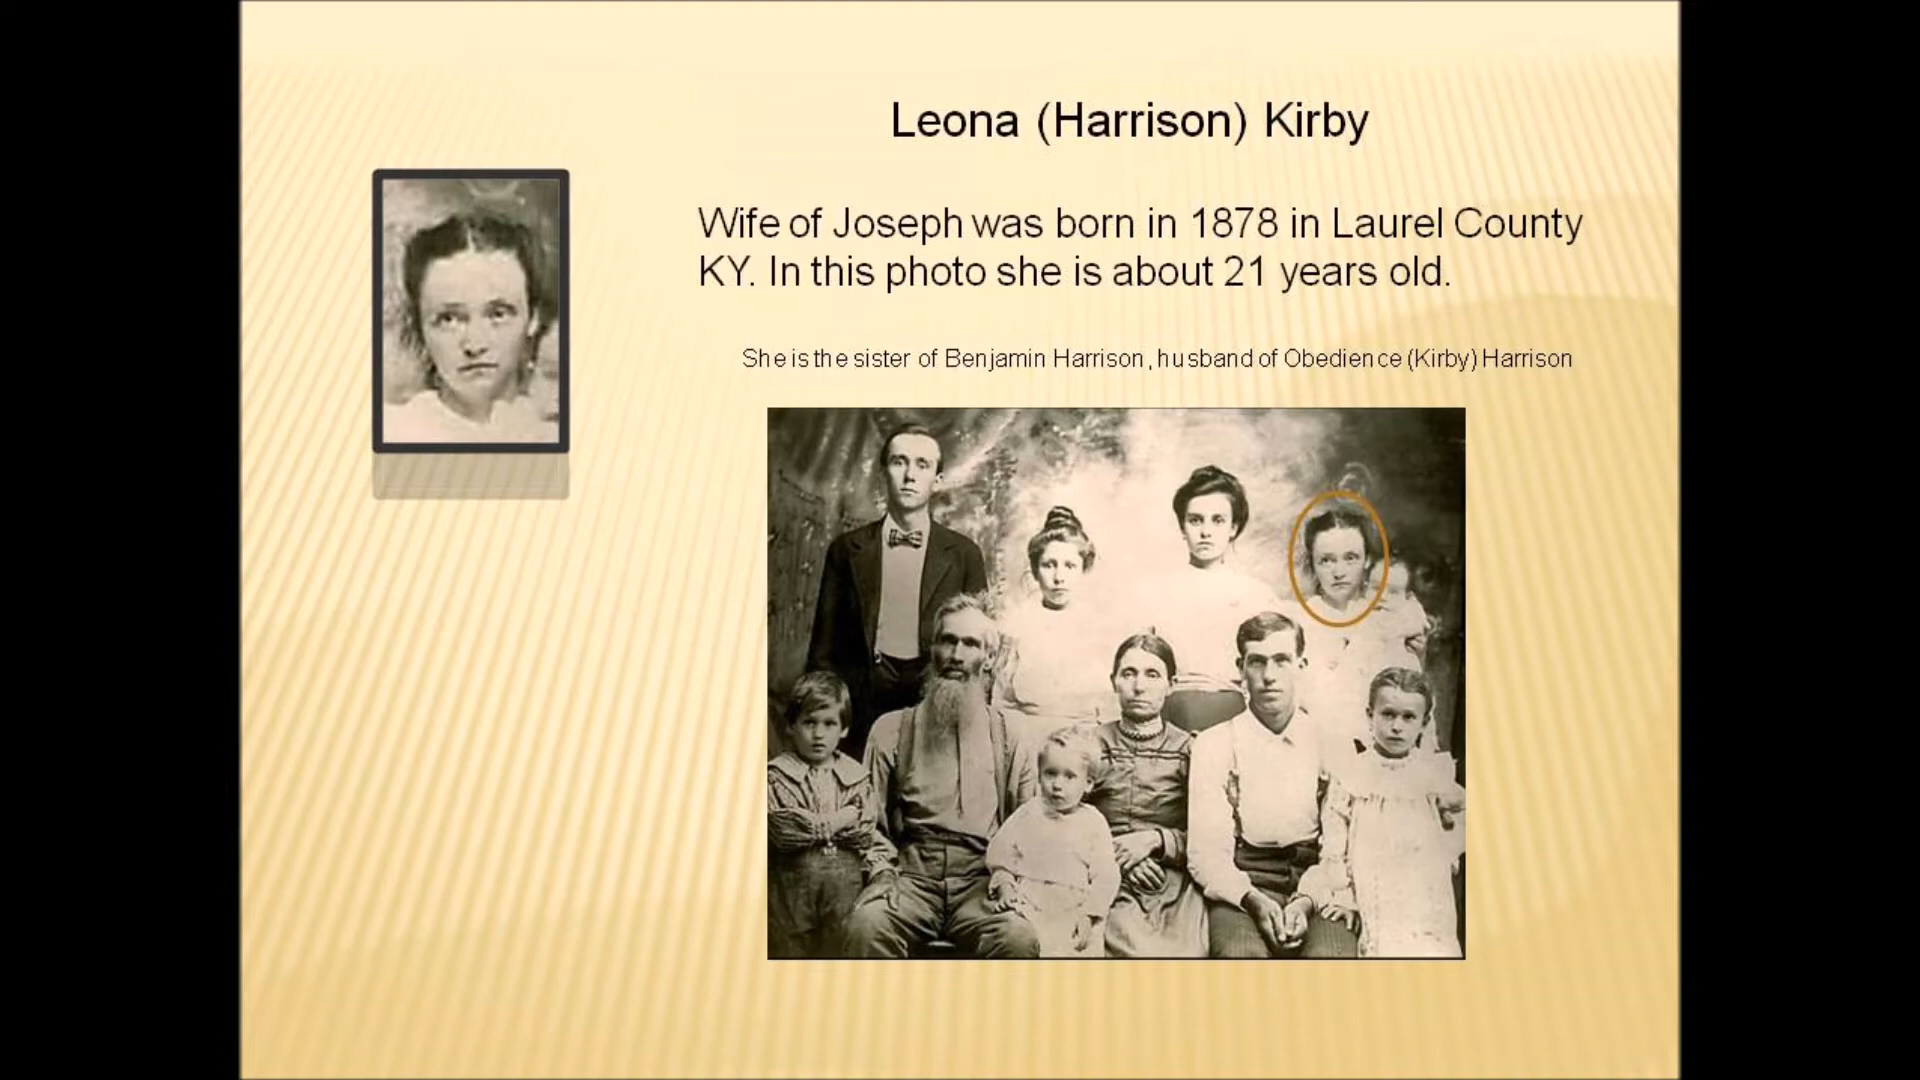 Leona (Harrison) Kirby
Wife of Joseph was born in 1878 in Laurel County
KY. In this photo she is about 21 years old.
She is the sister of Benjamin Harrison, husband of Obedience (Kirby) Harrison